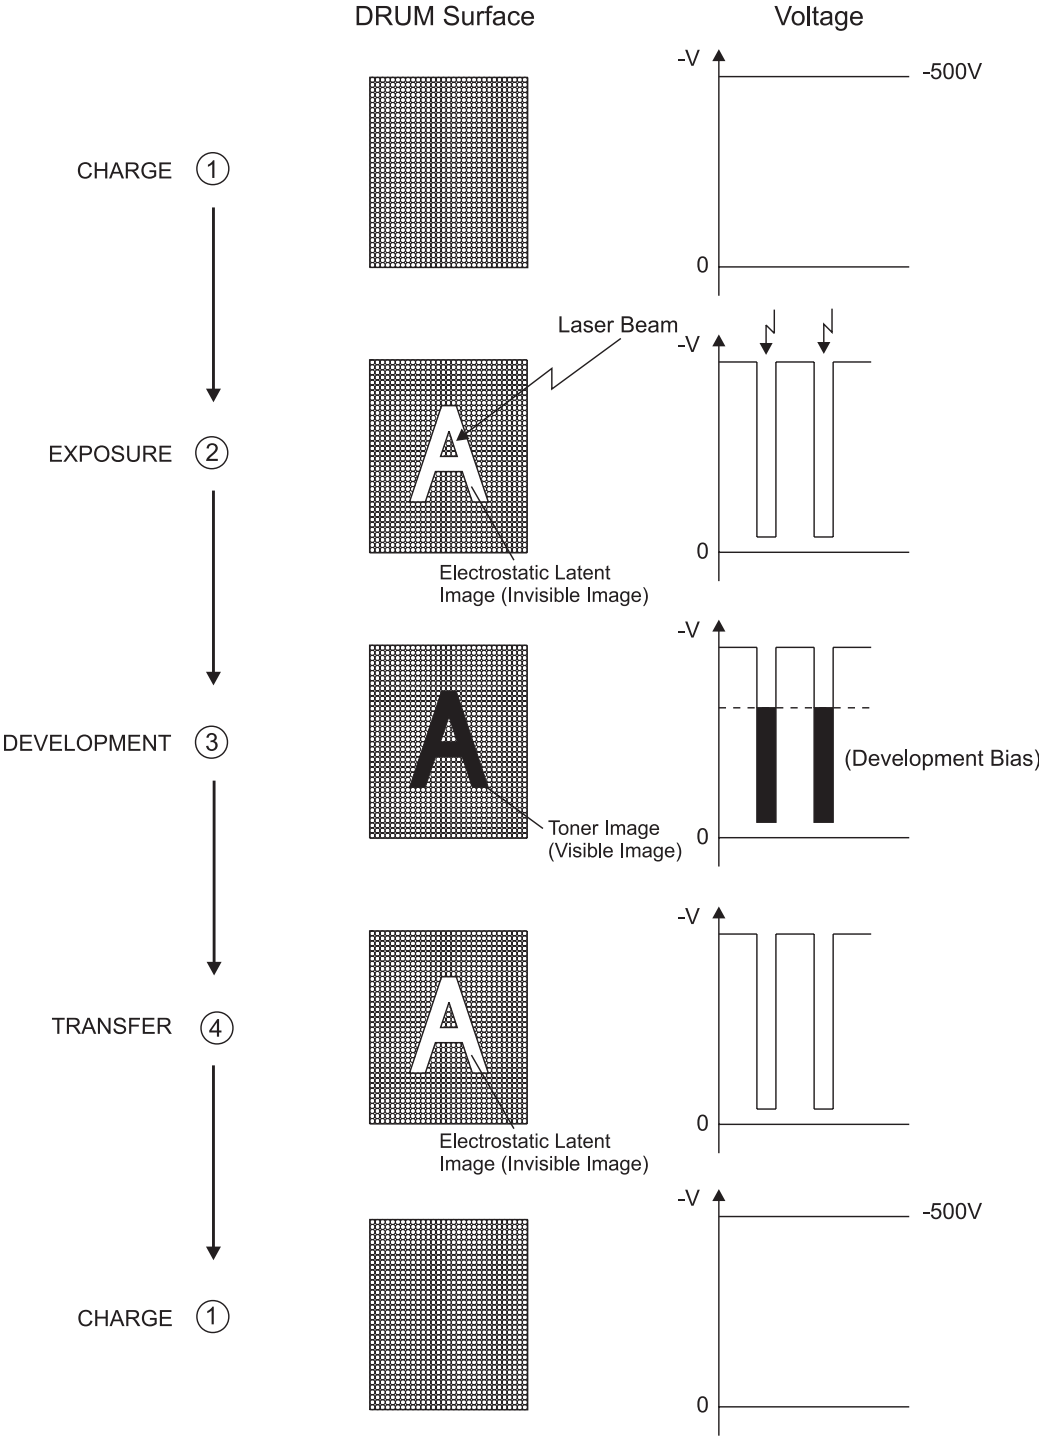 DRUM Surface Voltage
-V
-500V
CHARGE 1
0
Laser Beam
-V
A
EXPOSURE 2
0
Electrostatic Latent
Image (Invisible Image)
-V
A
DEVELOPMENT 3
(Development Bias)
Toner Image
(Visible Image)
0
-V
A
TRANSFER 4
0
Electrostatic Latent
Image (Invisible Image)
-V
-500V
CHARGE 1
0